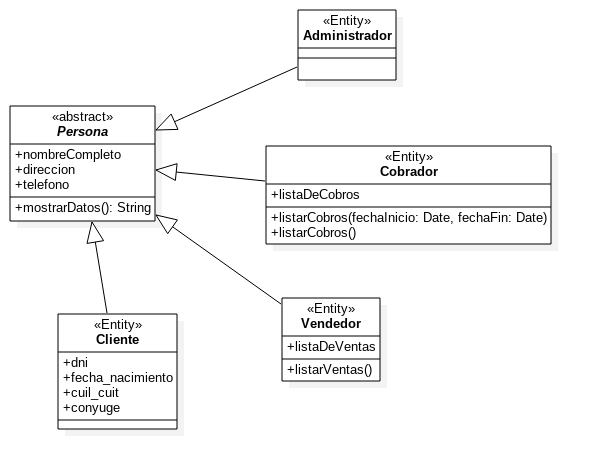 «Entity»
Administrador
«abstract»
Persona
+nombreCompleto
+direccion
+telefono
+mostrarDatos(): String
«Entity»
Cobrador
+listaDeCobros
+listarCobros(fechaInicio: Date, fechaFin: Date)
+listarCobros()
«Entity»
Vendedor
+listaDeVentas
+listarVentas()
«Entity»
Cliente
+dni
+fecha_nacimiento
+cuil_cuit
+conyuge